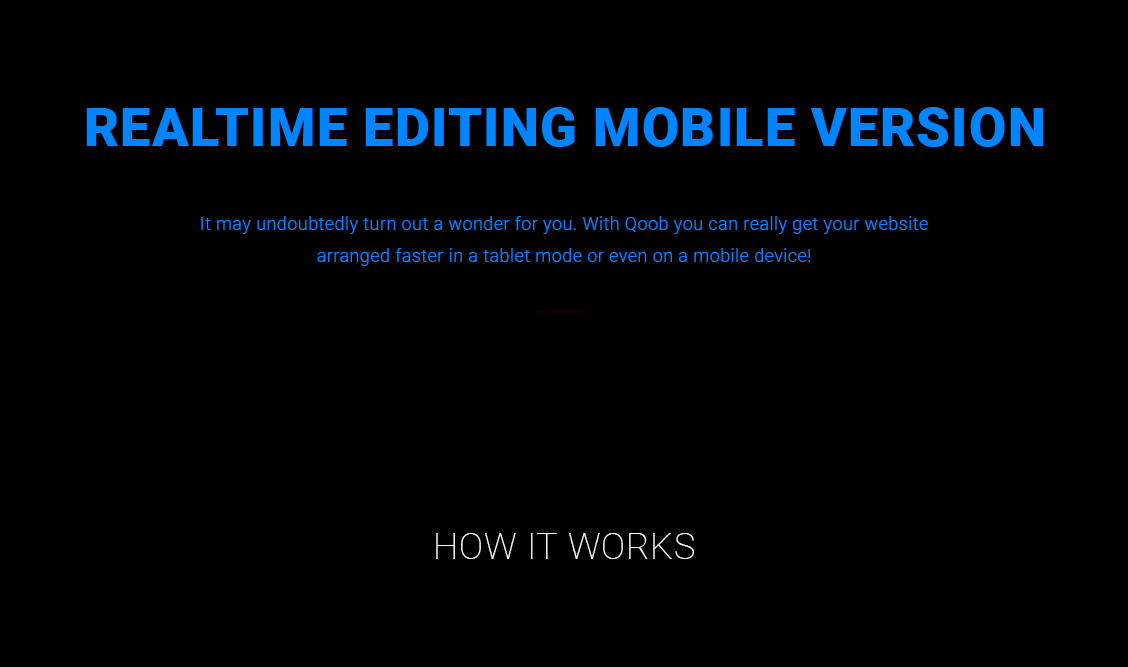 REALTIME EDITING MOBILE VERSION
It may undoubtedly turn out a wonder for you. With Qoob you can really get your website
arranged faster in a tablet mode or even on a mobile device!
HOW IT WORKS